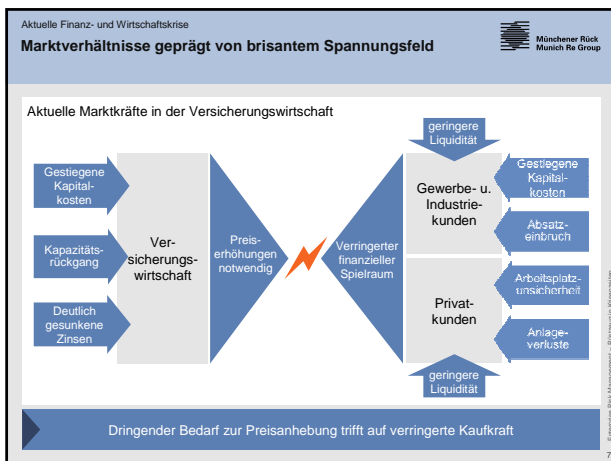 Aktuelle Finanz- und Wirtschaftskrise
Marktverhältnisse geprägt von brisantem Spannungsfeld
Münchener Rück
Munich Re Group
Aktuelle Marktkräfte in der Versicherungswirtschaft
Gestiegene
Kapital-
kosten
Kapazitäts-
rückgang
Deutlich
gesunkene
Zinsen
Ver-
sicherungs-
wirtschaft
Preis-
erhöhungen
notwendig
Verringerter
finanzieller
Spielraum
geringere
Liquidität
Gewerbe- u.
Industrie-
kunden
Privat-
kunden
geringere
Liquidität
Gestiegene
Kapital-
kosten
Absatz-
einbruch
Arbeitsplatz-
unsicherheit
Anlage-
verluste
Dringender Bedarf zur Preisanhebung trifft auf verringerte Kaufkraft